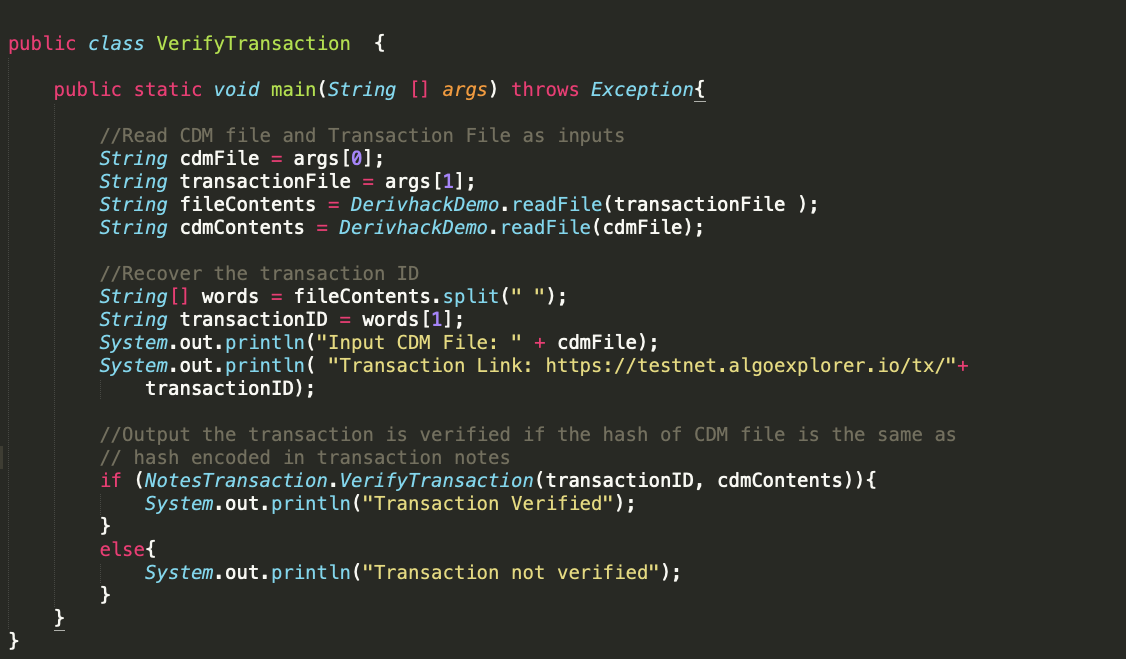 public class VerifyTransaction  {
public static void main(String [] args) throws Exception{
//Read CDM file and Transaction File as inputs
String cdmFile = args[0];
String transactionFile = args[1];
String fileContents = DerivhackDemo.readFile(transactionFile );
String cdmContents = DerivhackDemo.readFile(cdmFile);
//Recover the transaction ID
String[] words = fileContents.split(" ");
String transactionID = words[1];
System.out.println("Input CDM File: " + cdmFile);
System.out.println( "Transaction Link: https://testnet.algoexplorer.io/tx/"+
transactionID);
//Output the transaction is verified if the hash of CDM file is the same as
// hash encoded in transaction notes
if (NotesTransaction.VerifyTransaction(transactionID, cdmContents)){
System.out.println("Transaction Verified");
}
else{
System.out.println("Transaction not verified");
}
}
}